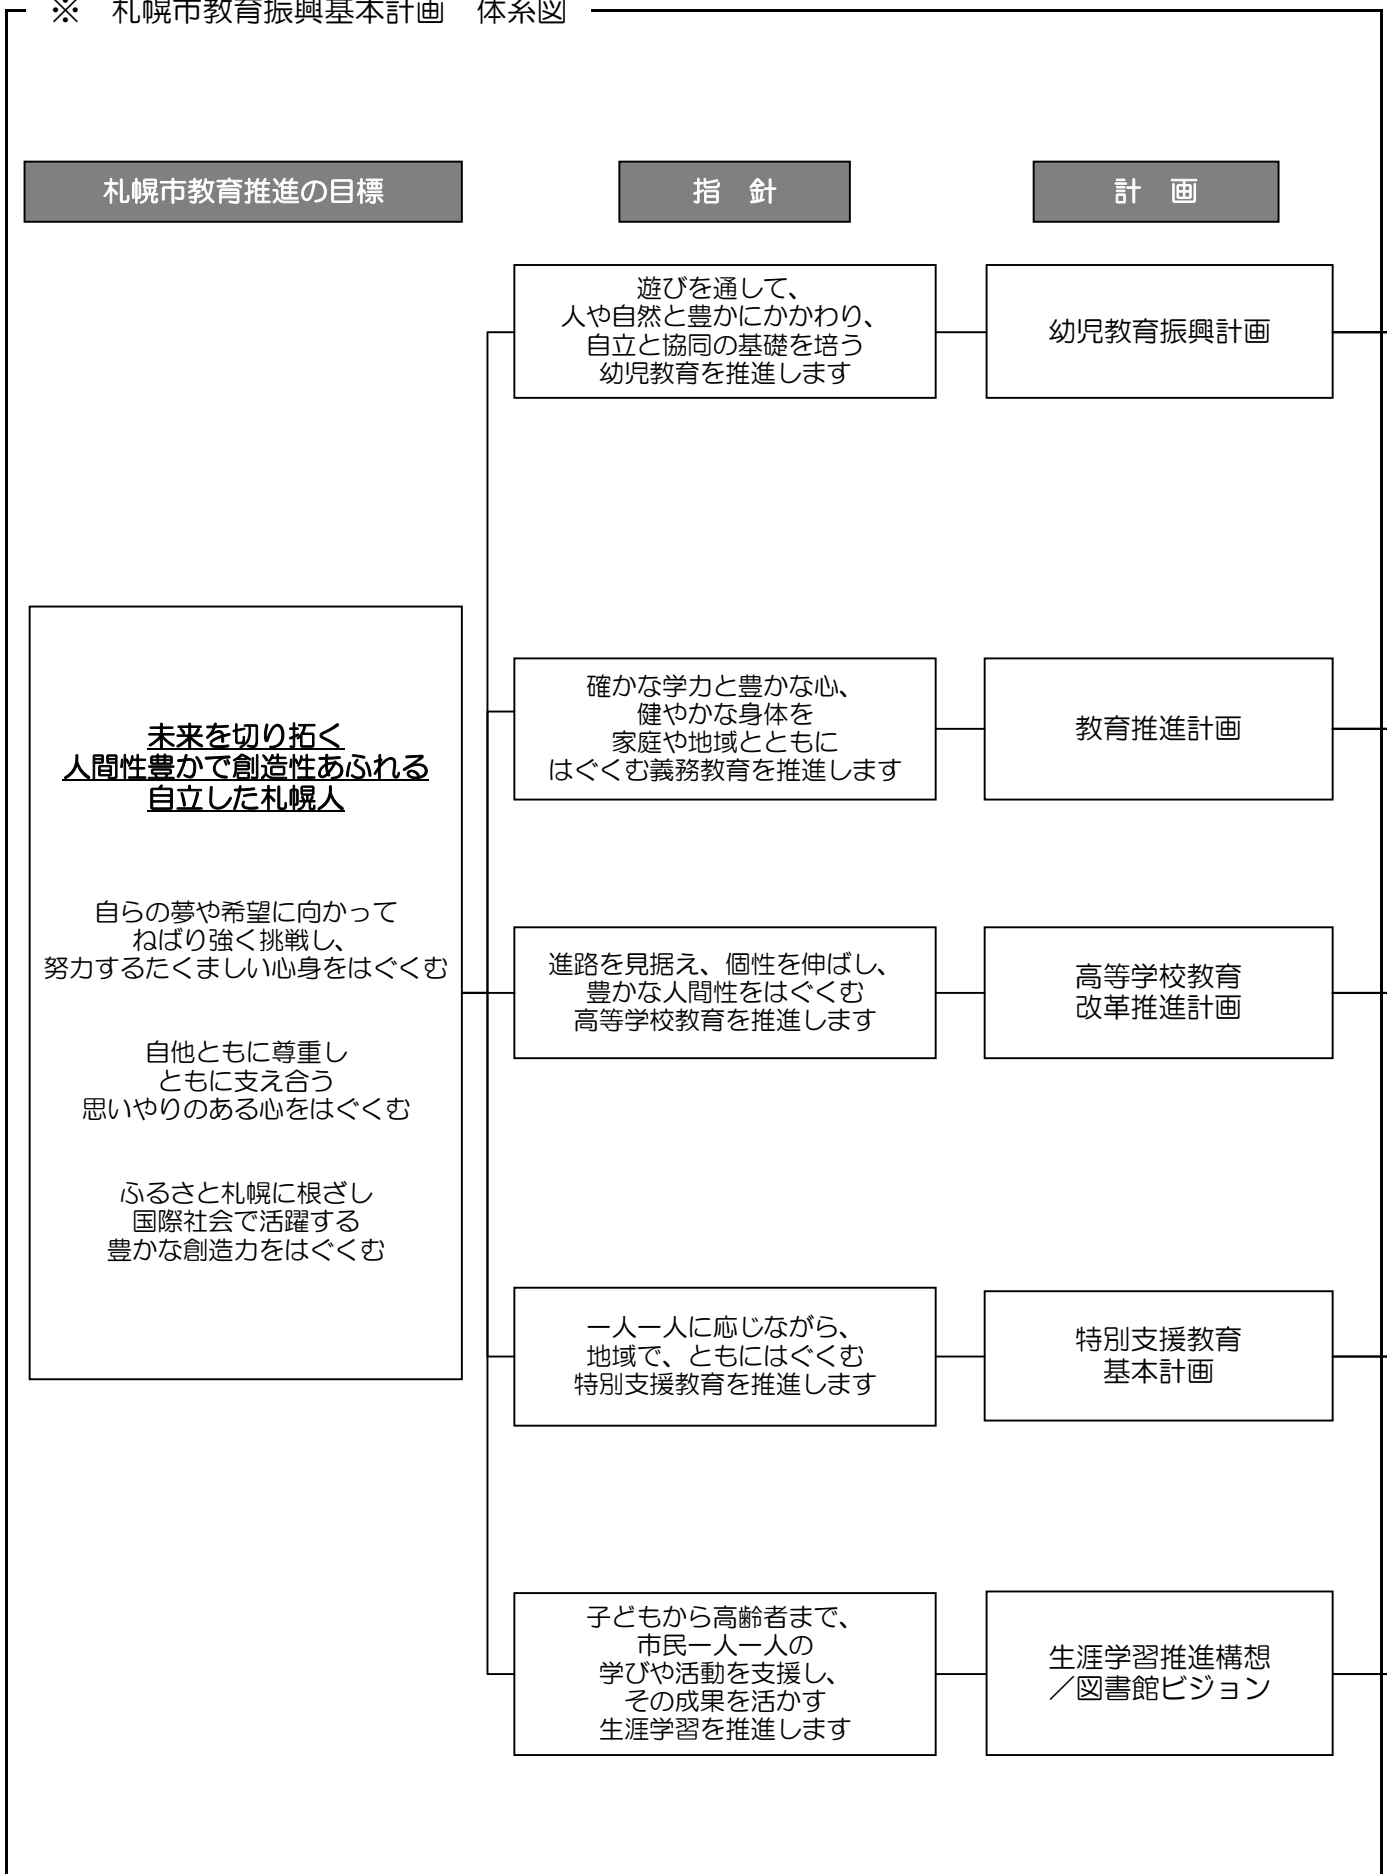 ※　札幌市教育振興基本計画　体系図
札幌市教育推進の目標
指　針
計　画
遊びを通して、
人や自然と豊かにかかわり、
自立と協同の基礎を培う
幼児教育を推進します
幼児教育振興計画
未来を切り拓く
人間性豊かで創造性あふれる
自立した札幌人
自らの夢や希望に向かって
ねばり強く挑戦し、
努力するたくましい心身をはぐくむ
自他ともに尊重し
ともに支え合う
思いやりのある心をはぐくむ
ふるさと札幌に根ざし
国際社会で活躍する
豊かな創造力をはぐくむ
確かな学力と豊かな心、
健やかな身体を
家庭や地域とともに
はぐくむ義務教育を推進します
教育推進計画
進路を見据え、個性を伸ばし、
豊かな人間性をはぐくむ
高等学校教育を推進します
高等学校教育
改革推進計画
一人一人に応じながら、
地域で、ともにはぐくむ
特別支援教育を推進します
特別支援教育
基本計画
子どもから高齢者まで、
市民一人一人の
学びや活動を支援し、
その成果を活かす
生涯学習を推進します
生涯学習推進構想
／図書館ビジョン